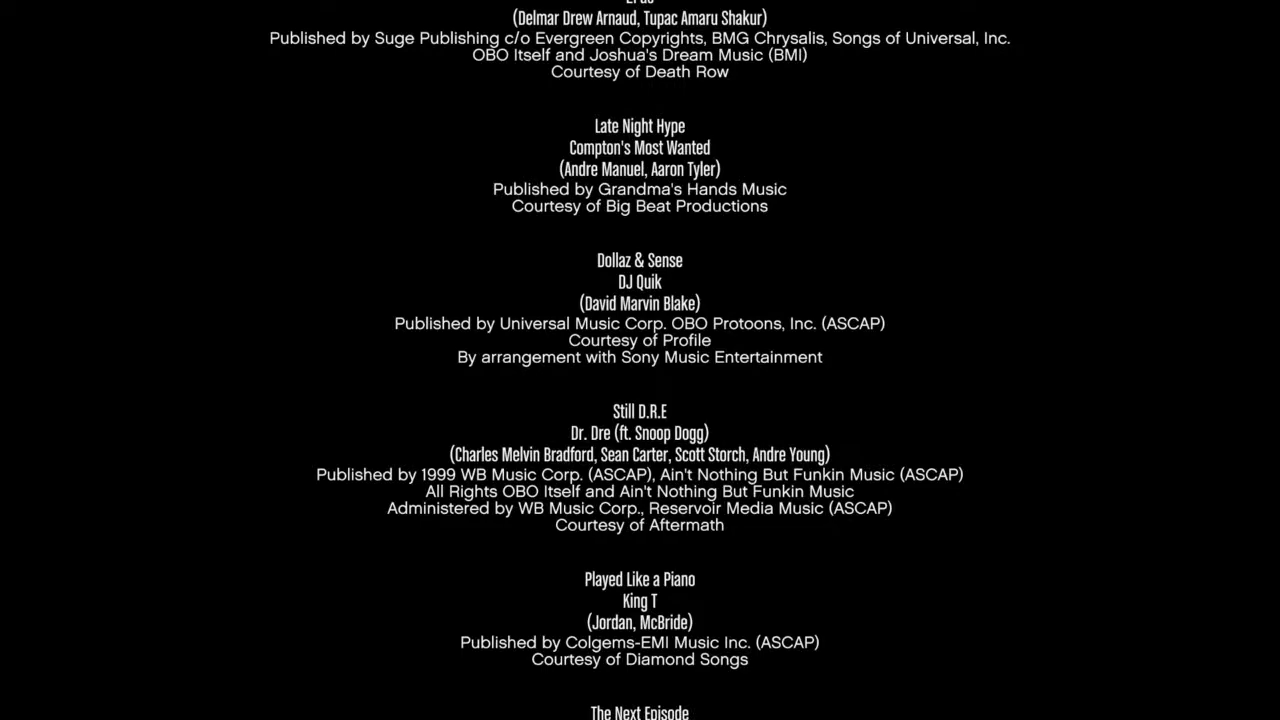 (Delmar Drew Arnaud, Tupac Amaru Shakur)
Published by Suge Publishing c/o Evergreen Copyrights, BMG Chrysalis, Songs of Universal, Inc.
OBO Itself and Joshua's Dream Music (BMI)
Courtesy of Death Row
Late Night Hype
Compton's Most Wanted
(Andre Manuel, Aaron Tyler)
Published by Grandma's Hands Music
Courtesy of Big Beat Productions
Dollaz & Sense
DJ Quik
(David Marvin Blake)
Published by Universal Music Corp. OBO Protoons, Inc. (ASCAP)
Courtesy of Profile
By arrangement with Sony Music Entertainment
Still D.R.E
Dr. Dre (ft. Snoop Dogg)
(Charles Melvin Bradford, Sean Carter, Scott Storch, Andre Young)
Published by 1999 WB Music Corp. (ASCAP), Ain't Nothing But Funkin Music (ASCAP)
All Rights OBO Itself and Ain't Nothing But Funkin Music
Administered by WB Music Corp., Reservoir Media Music (ASCAP)
Courtesy of Aftermath
Played Like a Piano
King T
(Jordan, McBride)
Published by Colgems-EMI Music Inc. (ASCAP)
Courtesy of Diamond Songs
The Next Episode